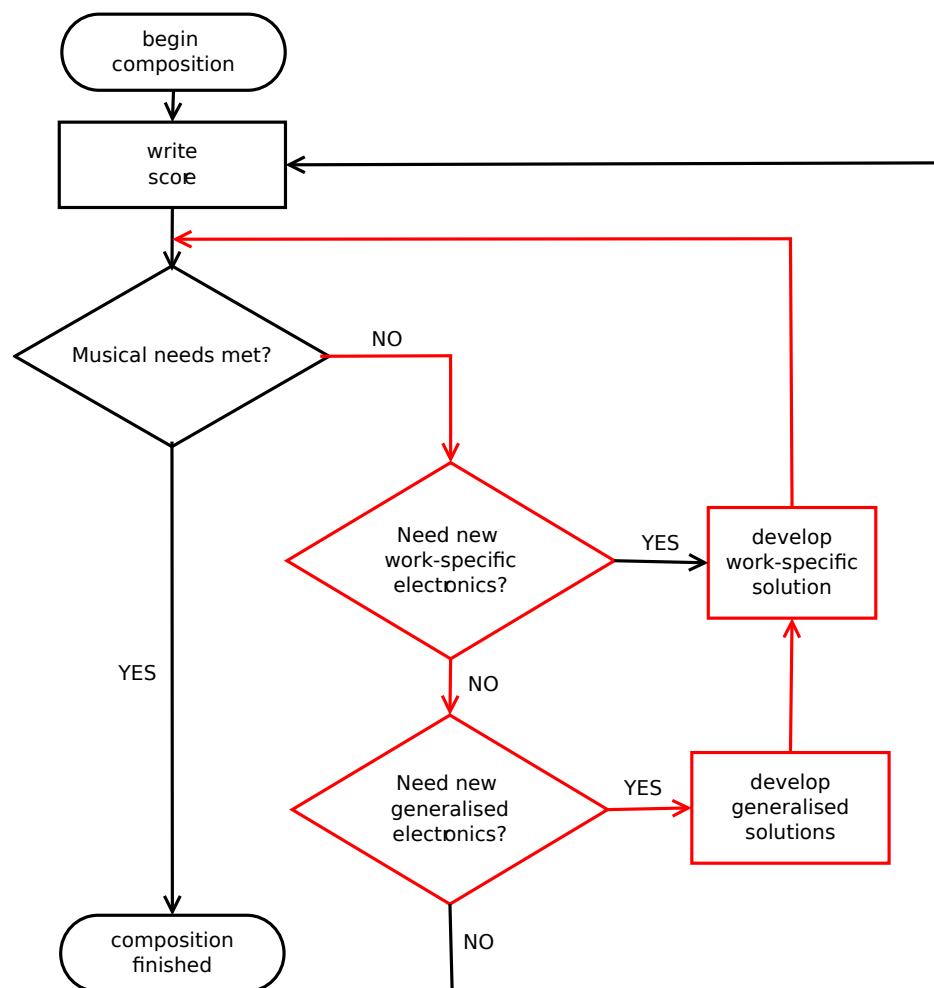 begin
composition
write
score
Musical needs met?
NO
Need new
work-specific
electronics?
YES
develop
work-specific
solution
YES
NO
Need new
generalised
electronics?
YES
develop
generalised
solutions
composition
finished
NO